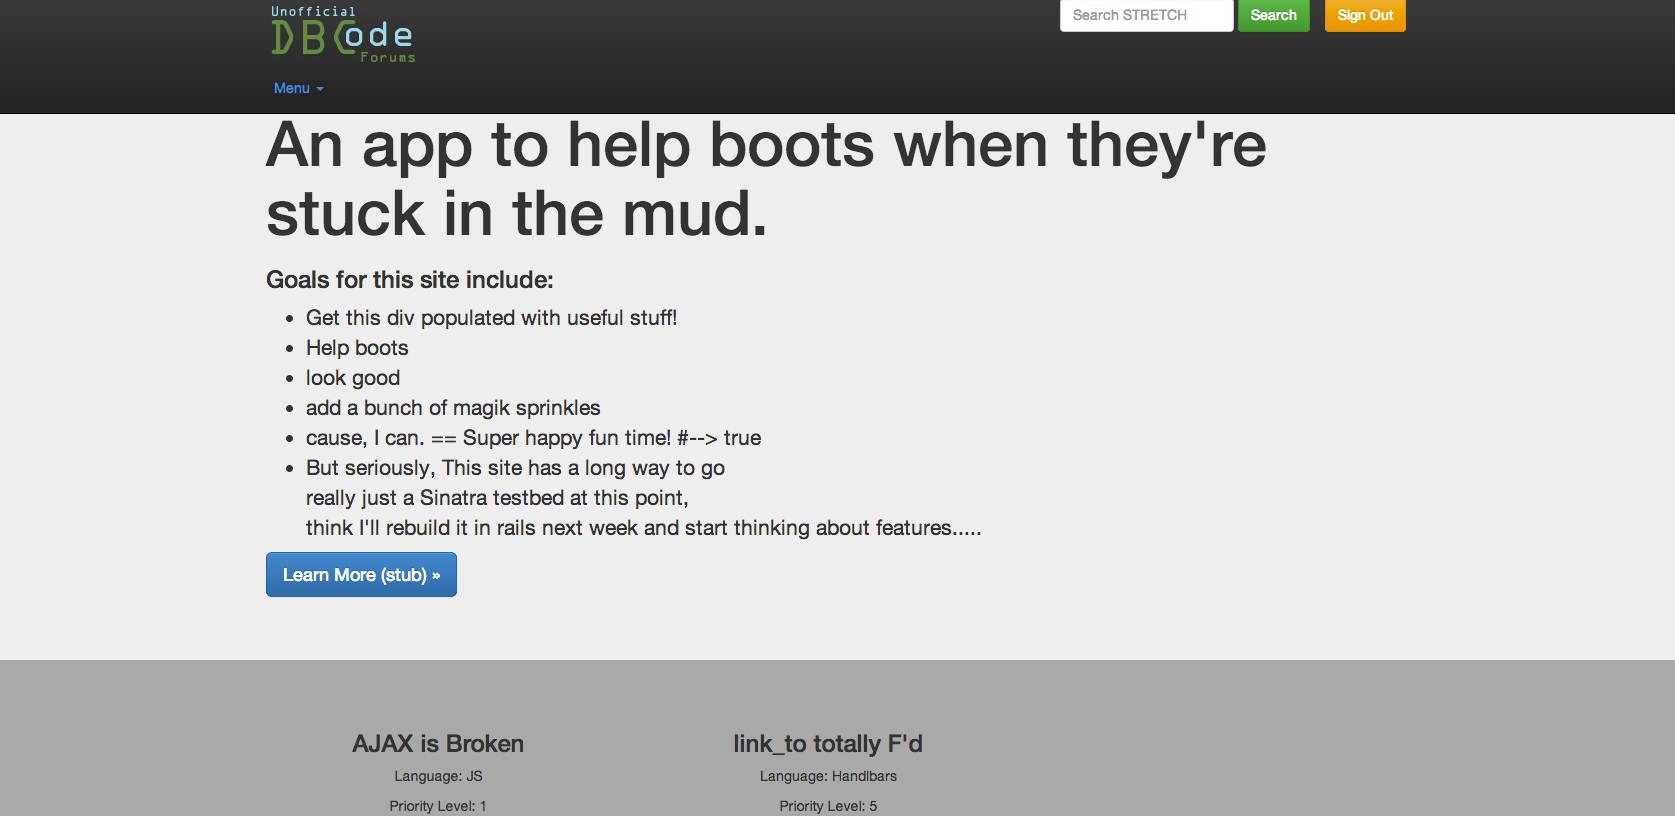 Unofficial
DBCode
Forums
Search STRETCH
Search
Sign Out
Menu
An app to help boots when they're
stuck in the mud.
Goals for this site include:
• Get this div populated with useful stuff!
• Help boots
• look good
• add a bunch of magik sprinkles
• cause, I can. == Super happy fun time! #--> true
• But seriously, This site has a long way to go
really just a Sinatra testbed at this point,
think I'll rebuild it in rails next week and start thinking about features.....
Learn More (stub) »
AJAX is Broken
link_to totally F'd
Language: JS
Language: Handlbars
Priority Level: 1
Priority Level: 5